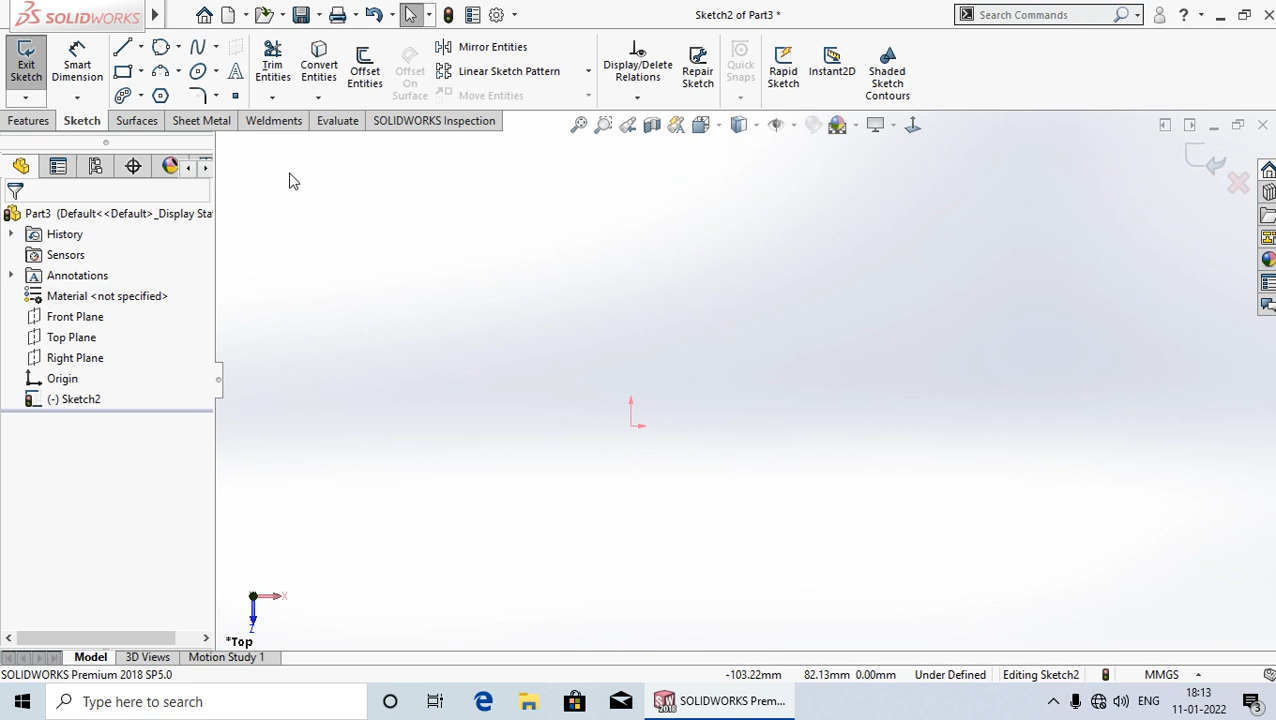 SOLIDWORKS
Sketch2 of Part3 *
Search Commands
?
Exit Sketch
Smart Dimension
Trim Entities
Convert Entities
Offset Entities
Offset On Surface
Mirror Entities
Linear Sketch Pattern
Move Entities
Display/Delete Relations
Repair Sketch
Quick Snaps
Rapid Sketch
Instant2D
Shaded Sketch Contours
Features
Sketch
Surfaces
Sheet Metal
Weldments
Evaluate
SOLIDWORKS Inspection
Part3 (Default<<Default>_Display Sta
History
Sensors
Annotations
Material <not specified>
Front Plane
Top Plane
Right Plane
Origin
(-) Sketch2
X
Z
*Top
Model
3D Views
Motion Study 1
SOLIDWORKS Premium 2018 SP5.0
-103.22mm
82.13mm 0.00mm
Under Defined
Editing Sketch2
MMGS
Type here to search
SOLIDWORKS Prem...
ENG
18:13
11-01-2022
3